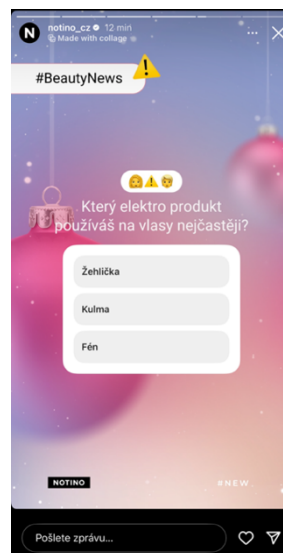 notino_cz 12 min
Made with collage
#BeautyNews
Který elektro produkt
používáš na vlasy nejčastěji?
Žehlička
Kulma
Fén
NOTINO
#NEW
Pošlete zprávu...